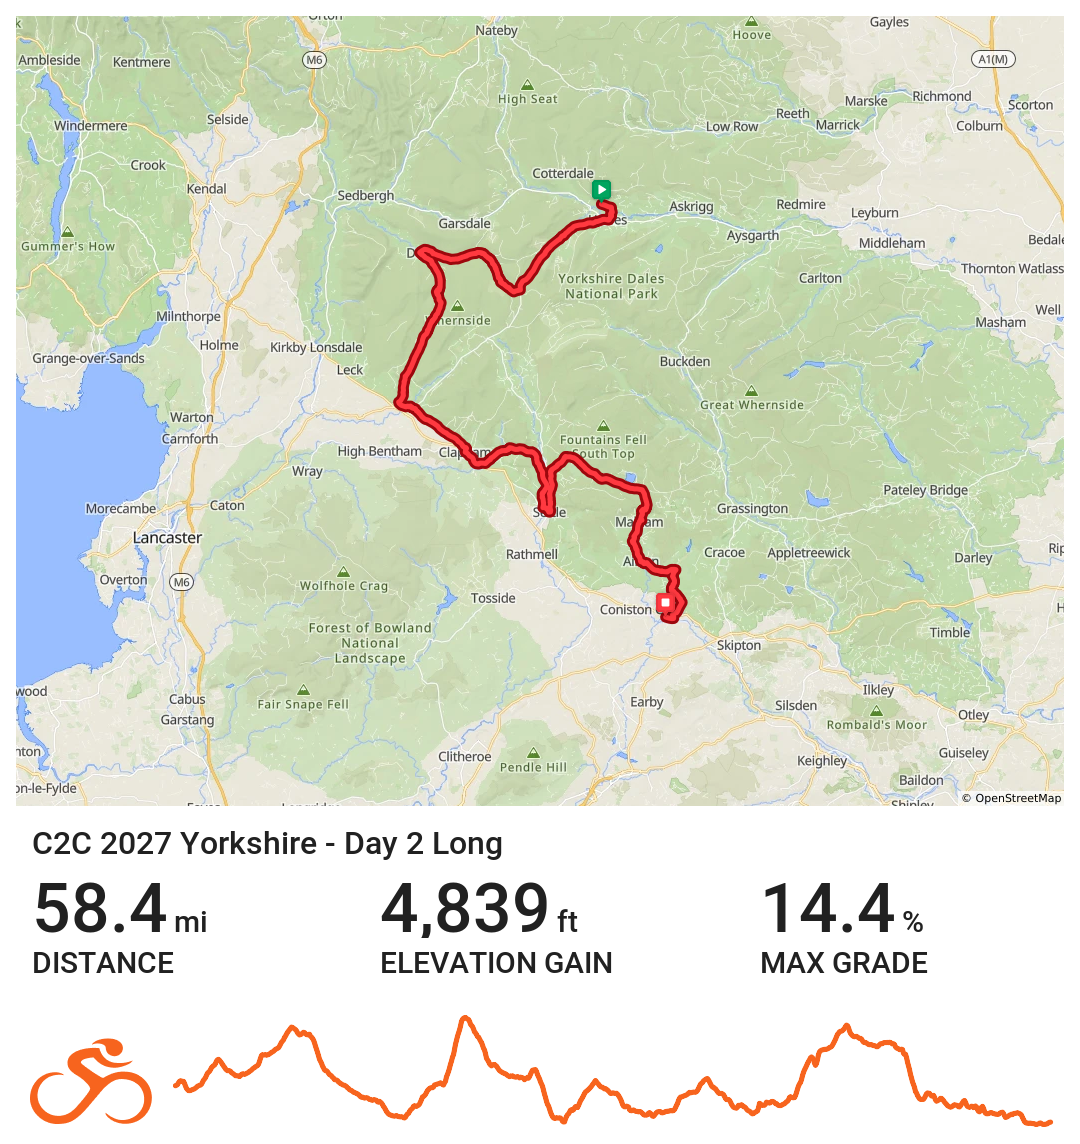 Orton
Nateby
Gayles
Hoove
Ambleside
Kentmere
M6
A1(M)
High Seat
Marske
Richmond
Scorton
Selside
Reeth
Windermere
Low Row
Marrick
Colburn
Crook
Cotterdale
Kendal
Sedbergh
Askrigg
Redmire
Garsdale
Leyburn
Gummer's How
Aysgarth
Middleham
Thornton Watlass
Yorkshire Dales
National Park
Carlton
Well
Milnthorpe
Masham
Holme
Kirkby Lonsdale
Grange-over-Sands
Leck
Buckden
Great Whernside
Warton
Carnforth
High Bentham
Fountains Fell
South Top
Wray
Pateley Bridge
Caton
Morecambe
Grassington
Lancaster
Rathmell
Cracoe
Appletreewick
Darley
Overton
M6
Wolfhole Crag
Tosside
Coniston
Forest of Bowland
National
Landscape
Timble
Skipton
Cabus
Fair Snape Fell
Earby
Ilkley
Silsden
Garstang
Rombald's Moor
Otley
Clitheroe
Pendle Hill
Guiseley
Keighley
Baildon
on-le-Fylde
© OpenStreetMap
C2C 2027 Yorkshire - Day 2 Long
58.4 mi
4,839 ft
14.4 %
DISTANCE
ELEVATION GAIN
MAX GRADE